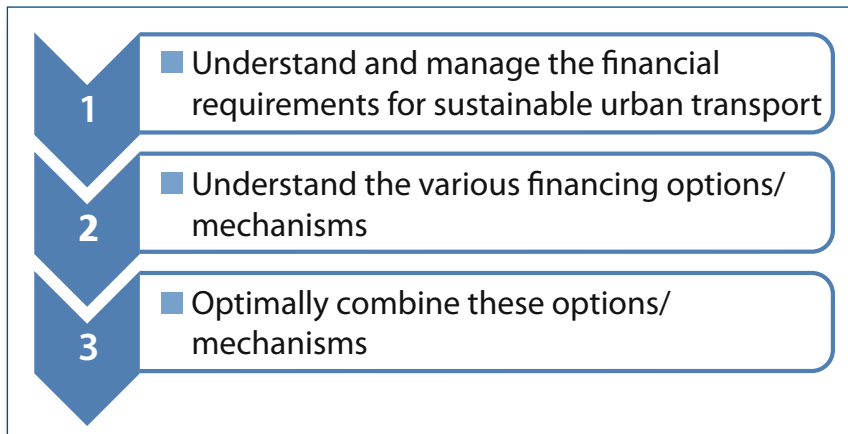 1
■ Understand and manage the financial
requirements for sustainable urban transport
2
■ Understand the various financing options/
mechanisms
3
■ Optimally combine these options/
mechanisms